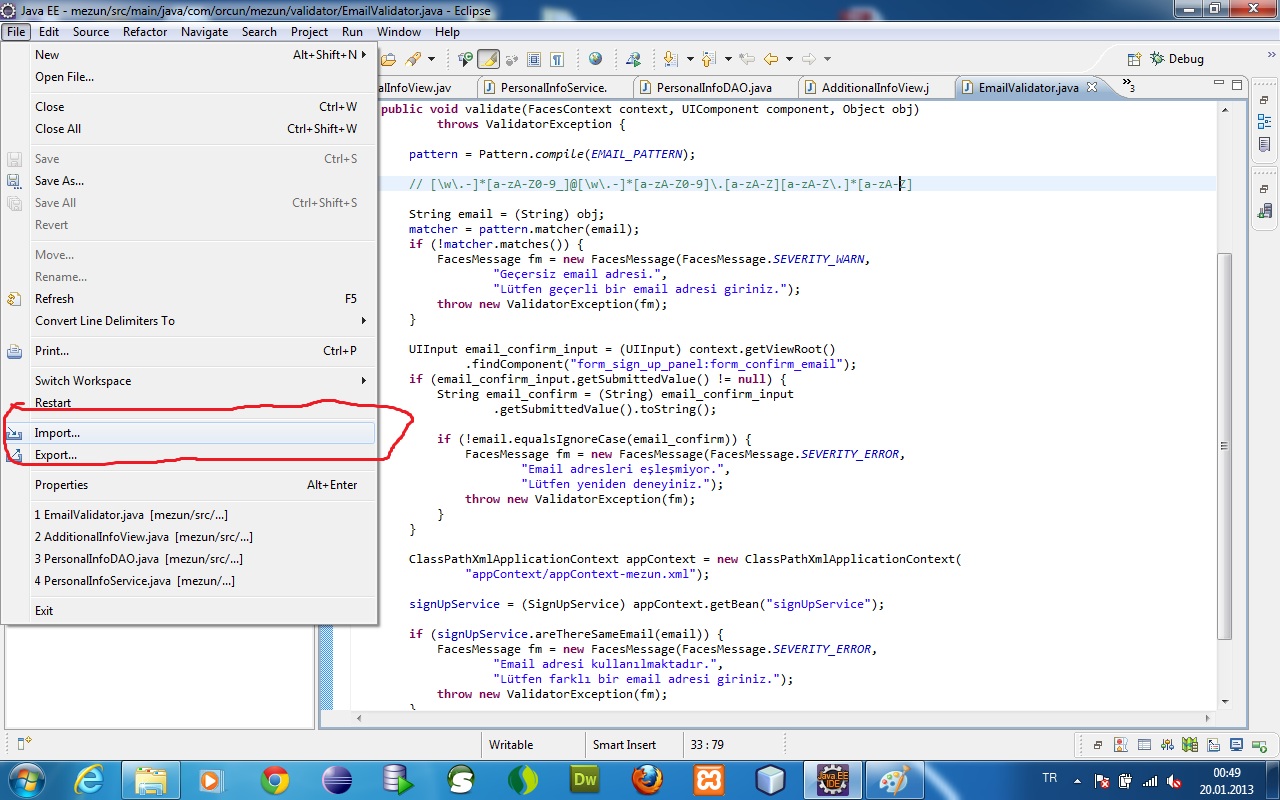 Java EE - mezun/src/main/java/com/orcun/mezun/validator/EmailValidator.java - Eclipse
File Edit Source Refactor Navigate Search Project Run Window Help
New Alt+Shift+N
Open File...
Close Ctrl+W
Close All Ctrl+Shift+W
Save Ctrl+S
Save As...
Save All Ctrl+Shift+S
Revert
Move...
Rename...
Refresh F5
Convert Line Delimiters To
Print... Ctrl+P
Switch Workspace
Restart
Import...
Export...
Properties Alt+Enter
1 EmailValidator.java [mezun/src/...]
2 AdditionalInfoView.java [mezun/src/...]
3 PersonalInfoDAO.java [mezun/src/...]
4 PersonalInfoService.java [mezun/...]
Exit
Debug
alInfoView.jav PersonalInfoService. PersonalInfoDAO.java AdditionalInfoView.j EmailValidator.java 3
public void validate(FacesContext context, UIComponent component, Object obj)
throws ValidatorException {
pattern = Pattern.compile(EMAIL_PATTERN);
// [\w\.-]*[a-zA-Z0-9_]@[\w\.-]*[a-zA-Z0-9]\.[a-zA-Z][a-zA-Z\.]*[a-zA-Z]
String email = (String) obj;
matcher = pattern.matcher(email);
if (!matcher.matches()) {
FacesMessage fm = new FacesMessage(FacesMessage.SEVERITY_WARN,
"Geçersiz email adresi.",
"Lütfen geçerli bir email adresi giriniz.");
throw new ValidatorException(fm);
}
UIInput email_confirm_input = (UIInput) context.getViewRoot()
.findComponent("form_sign_up_panel:form_confirm_email");
if (email_confirm_input.getSubmittedValue() != null) {
String email_confirm = (String) email_confirm_input
.getSubmittedValue().toString();
if (!email.equalsIgnoreCase(email_confirm)) {
FacesMessage fm = new FacesMessage(FacesMessage.SEVERITY_ERROR,
"Email adresleri eşleşmiyor.",
"Lütfen yeniden deneyiniz.");
throw new ValidatorException(fm);
}
}
ClassPathXmlApplicationContext appContext = new ClassPathXmlApplicationContext(
"appContext/appContext-mezun.xml");
signUpService = (SignUpService) appContext.getBean("signUpService");
if (signUpService.areThereSameEmail(email)) {
FacesMessage fm = new FacesMessage(FacesMessage.SEVERITY_ERROR,
"Email adresi kullanılmaktadır.",
"Lütfen farklı bir email adresi giriniz.");
throw new ValidatorException(fm);
}
Writable Smart Insert 33 : 79
Dw Java EE IDE TR 00:49
20.01.2013